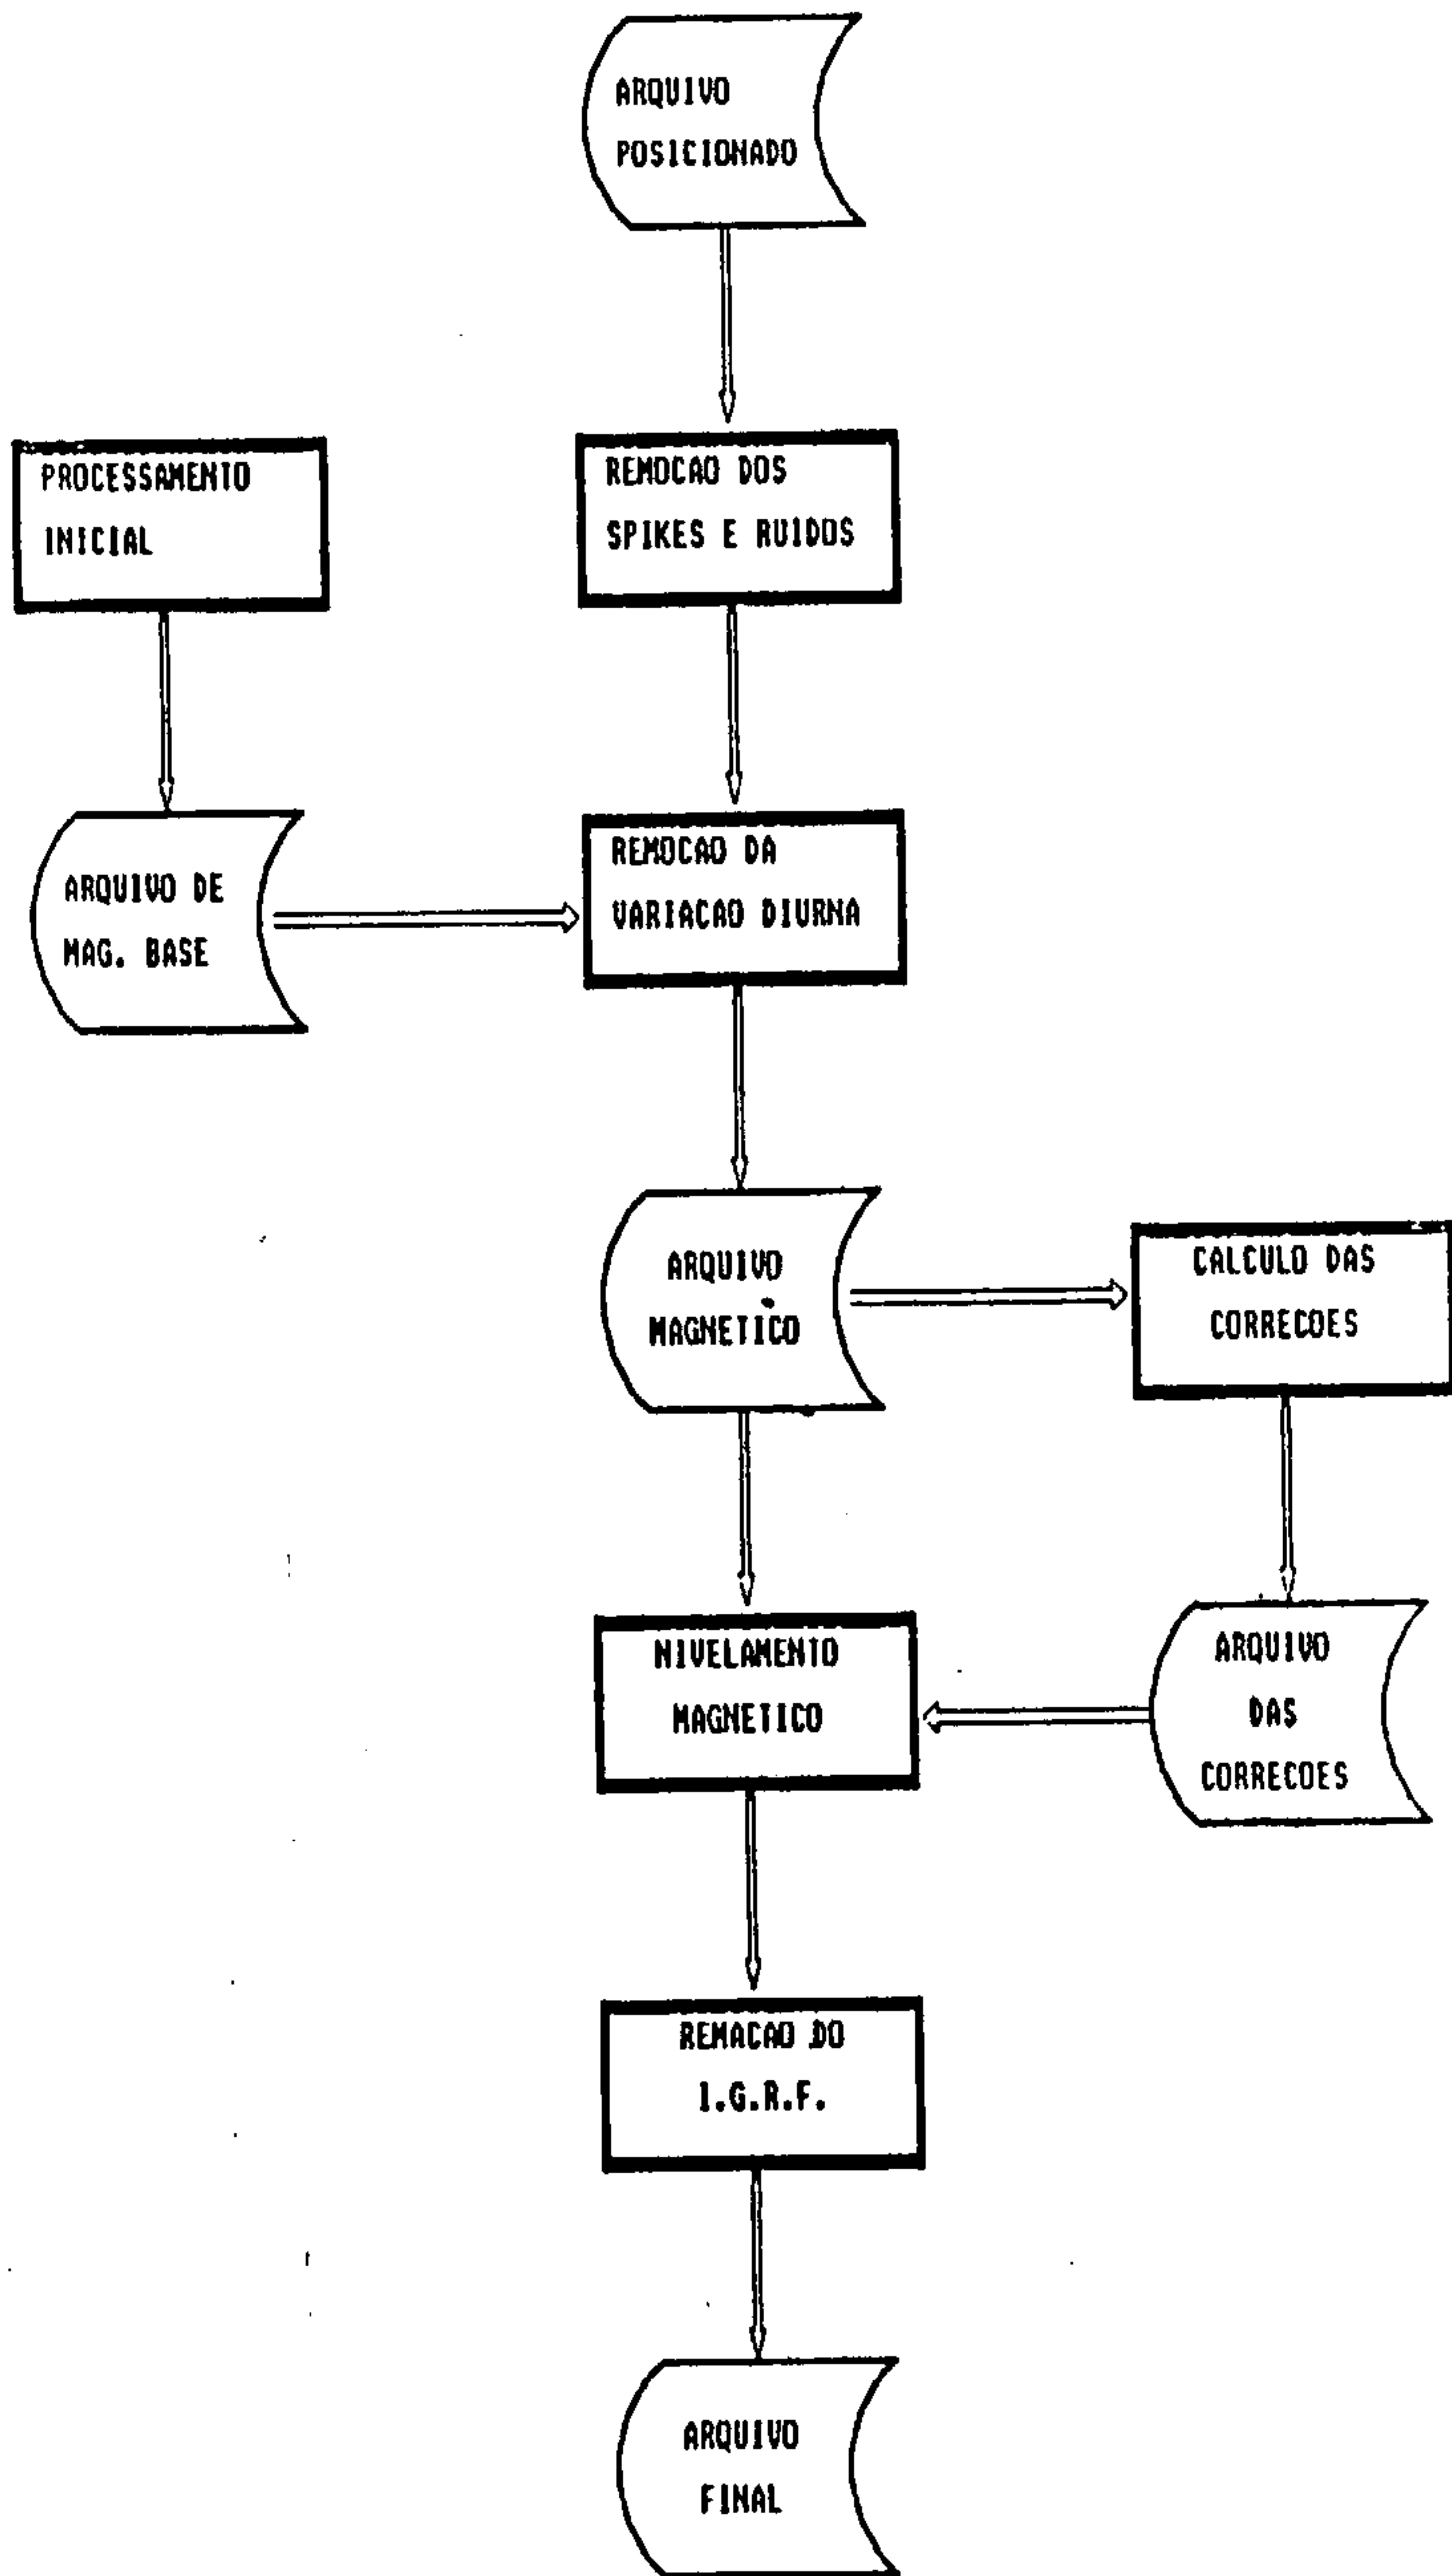 ARQUIVO
POSICIONADO
PROCESSAMENTO
INICIAL
REMOCAO DOS
SPIKES E RUIDOS
ARQUIVO DE
MAG. BASE
REMOCAO DA
VARIACAO DIURNA
ARQUIVO
MAGNETICO
CALCULO DAS
CORRECOES
NIVELAMENTO
MAGNETICO
ARQUIVO
DAS
CORRECOES
REMACAO DO
I.G.R.F.
ARQUIVO
FINAL